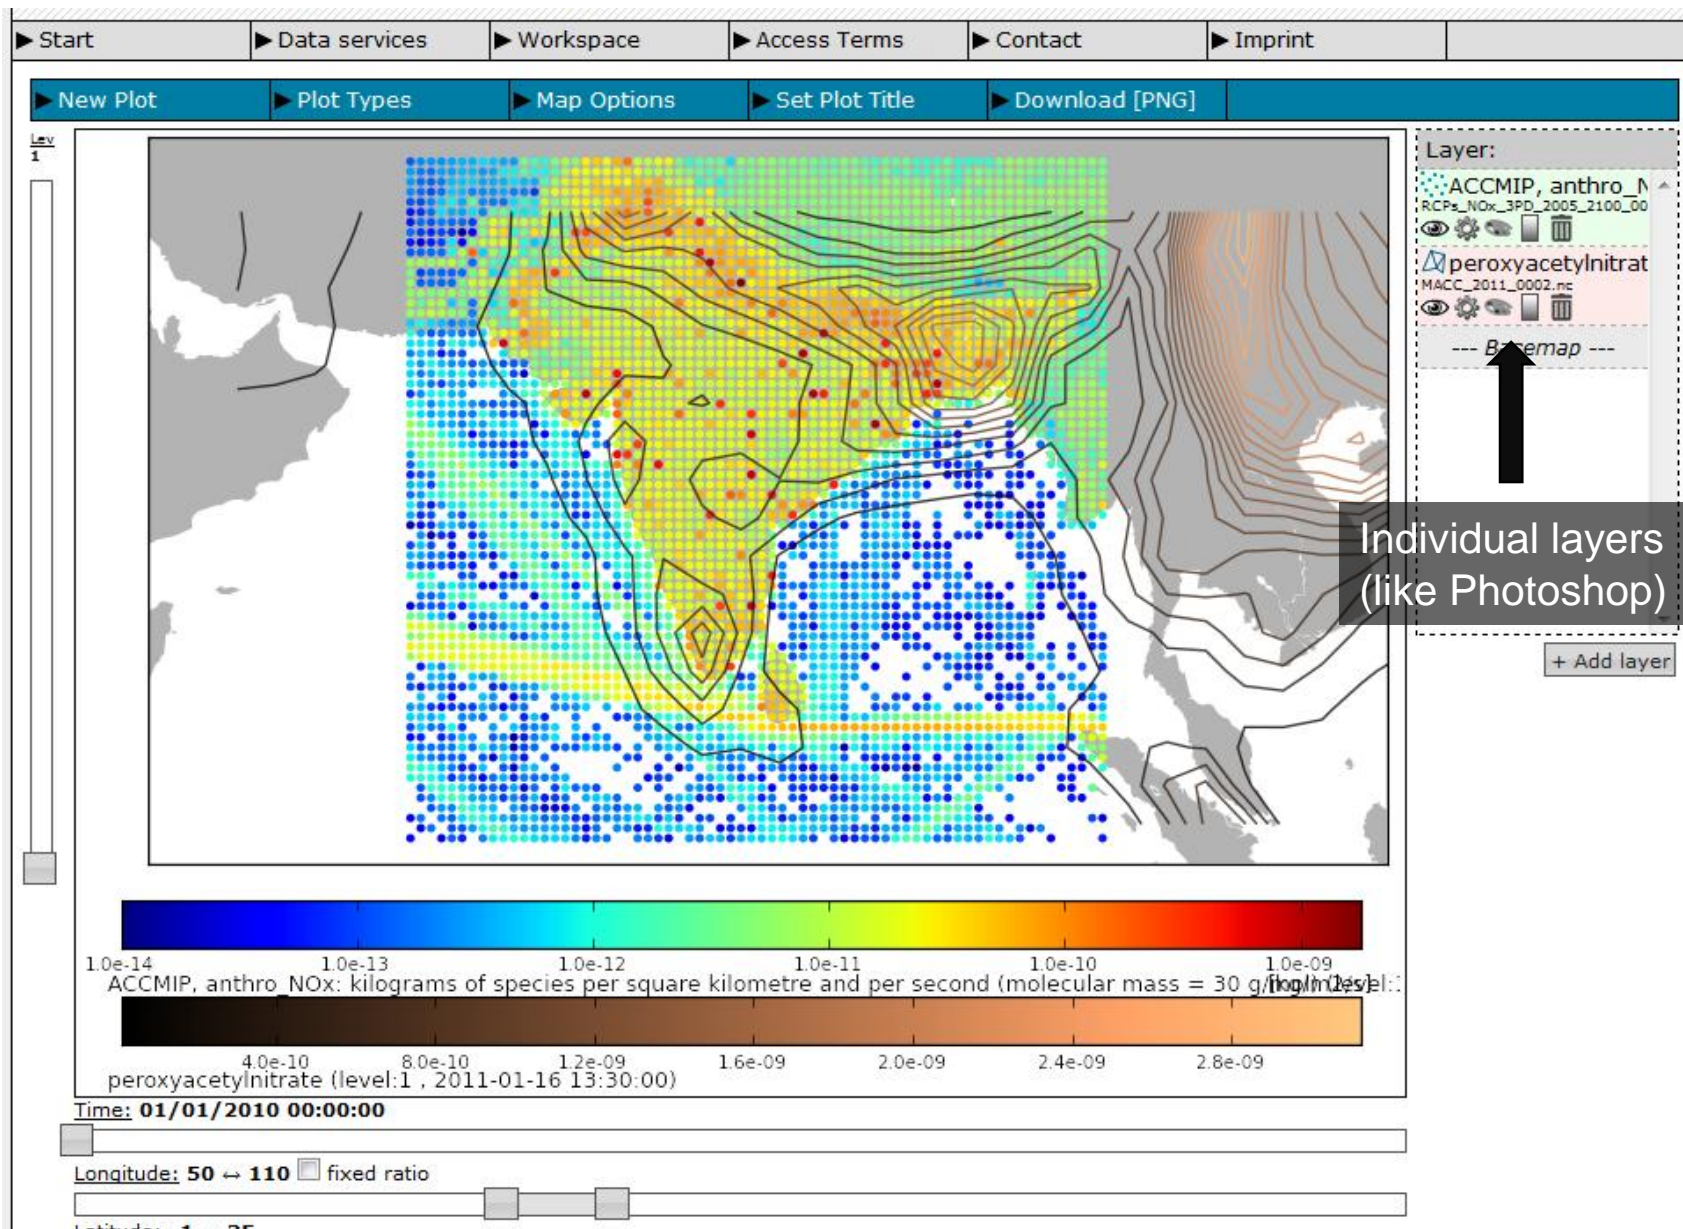 Start
Data services
Workspace
Access Terms
Contact
Imprint
New Plot
Plot Types
Map Options
Set Plot Title
Download [PNG]
Lev
1
Layer:
ACCMIP, anthro_N
RCPs_NOx_3PD_2005_2100_00
peroxyacetylnitrat
MACC_2011_0002.nc
--- Basemap ---
Individual layers
(like Photoshop)
+ Add layer
1.0e-14 1.0e-13 1.0e-12 1.0e-11 1.0e-10 1.0e-09
ACCMIP, anthro_NOx: kilograms of species per square kilometre and per second (molecular mass = 30 g/
4.0e-10 8.0e-10 1.2e-09 1.6e-09 2.0e-09 2.4e-09 2.8e-09
peroxyacetylnitrate (level:1 , 2011-01-16 13:30:00)
Time: 01/01/2010 00:00:00
Longitude: 50 ↔ 110 fixed ratio